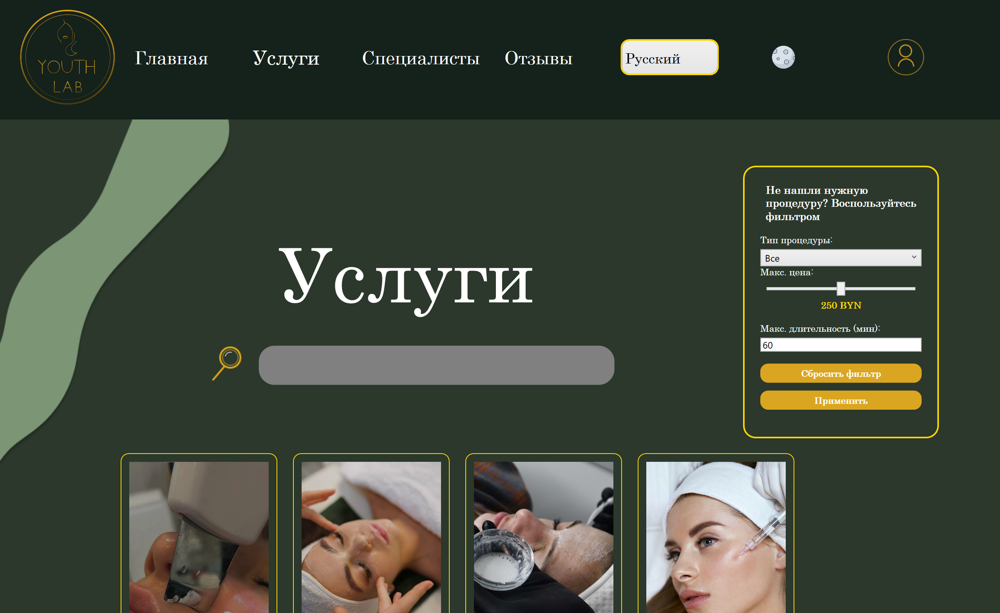 YOUTH
LAB
Главная
Услуги
Специалисты
Отзывы
Русский
Не нашли нужную
процедуру? Воспользуйтесь
фильтром
Тип процедуры:
Все
Макс. цена:
250 BYN
Макс. длительность (мин):
60
Сбросить фильтр
Применить
Услуги